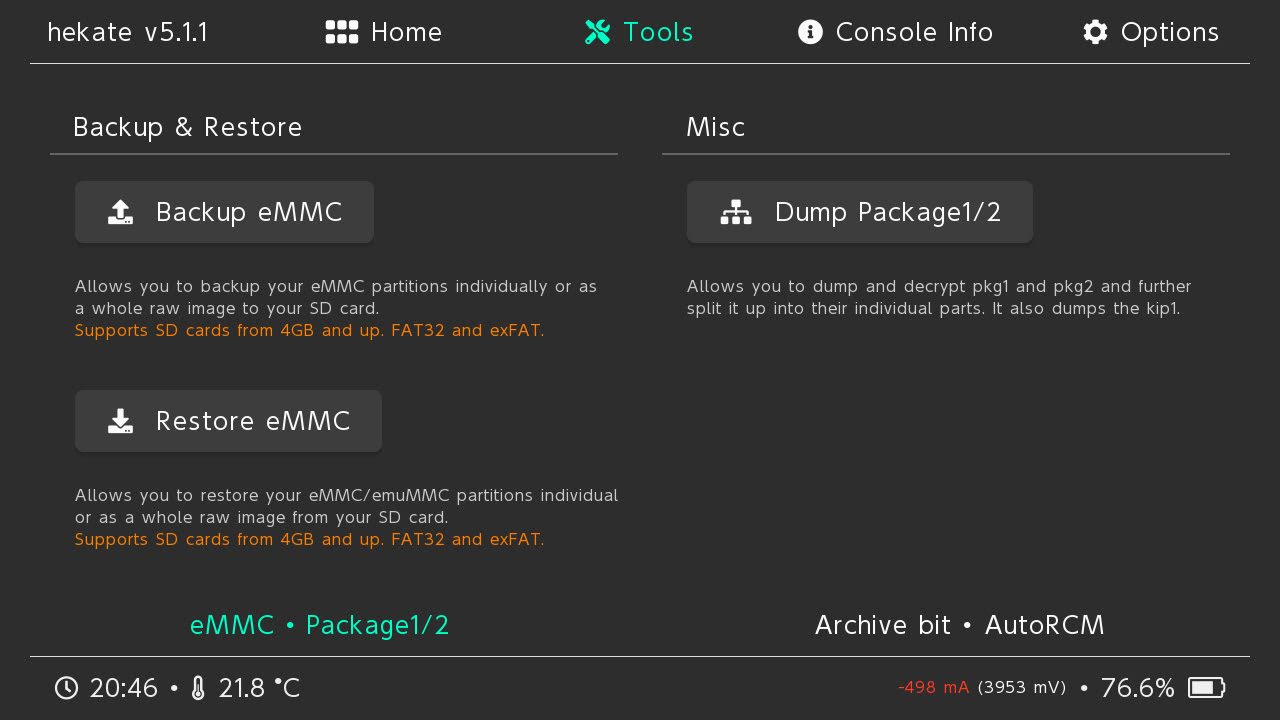 hekate v5.1.1 Home Tools Console Info Options
Backup & Restore
Backup eMMC
Allows you to backup your eMMC partitions individually or as
a whole raw image to your SD card.
Supports SD cards from 4GB and up. FAT32 and exFAT.
Restore eMMC
Allows you to restore your eMMC/emuMMC partitions individual
or as a whole raw image from your SD card.
Supports SD cards from 4GB and up. FAT32 and exFAT.
Misc
Dump Package1/2
Allows you to dump and decrypt pkg1 and pkg2 and further
split it up into their individual parts. It also dumps the kip1.
eMMC • Package1/2
Archive bit • AutoRCM
20:46 • 21.8 °C
-498 mA (3953 mV) • 76.6%